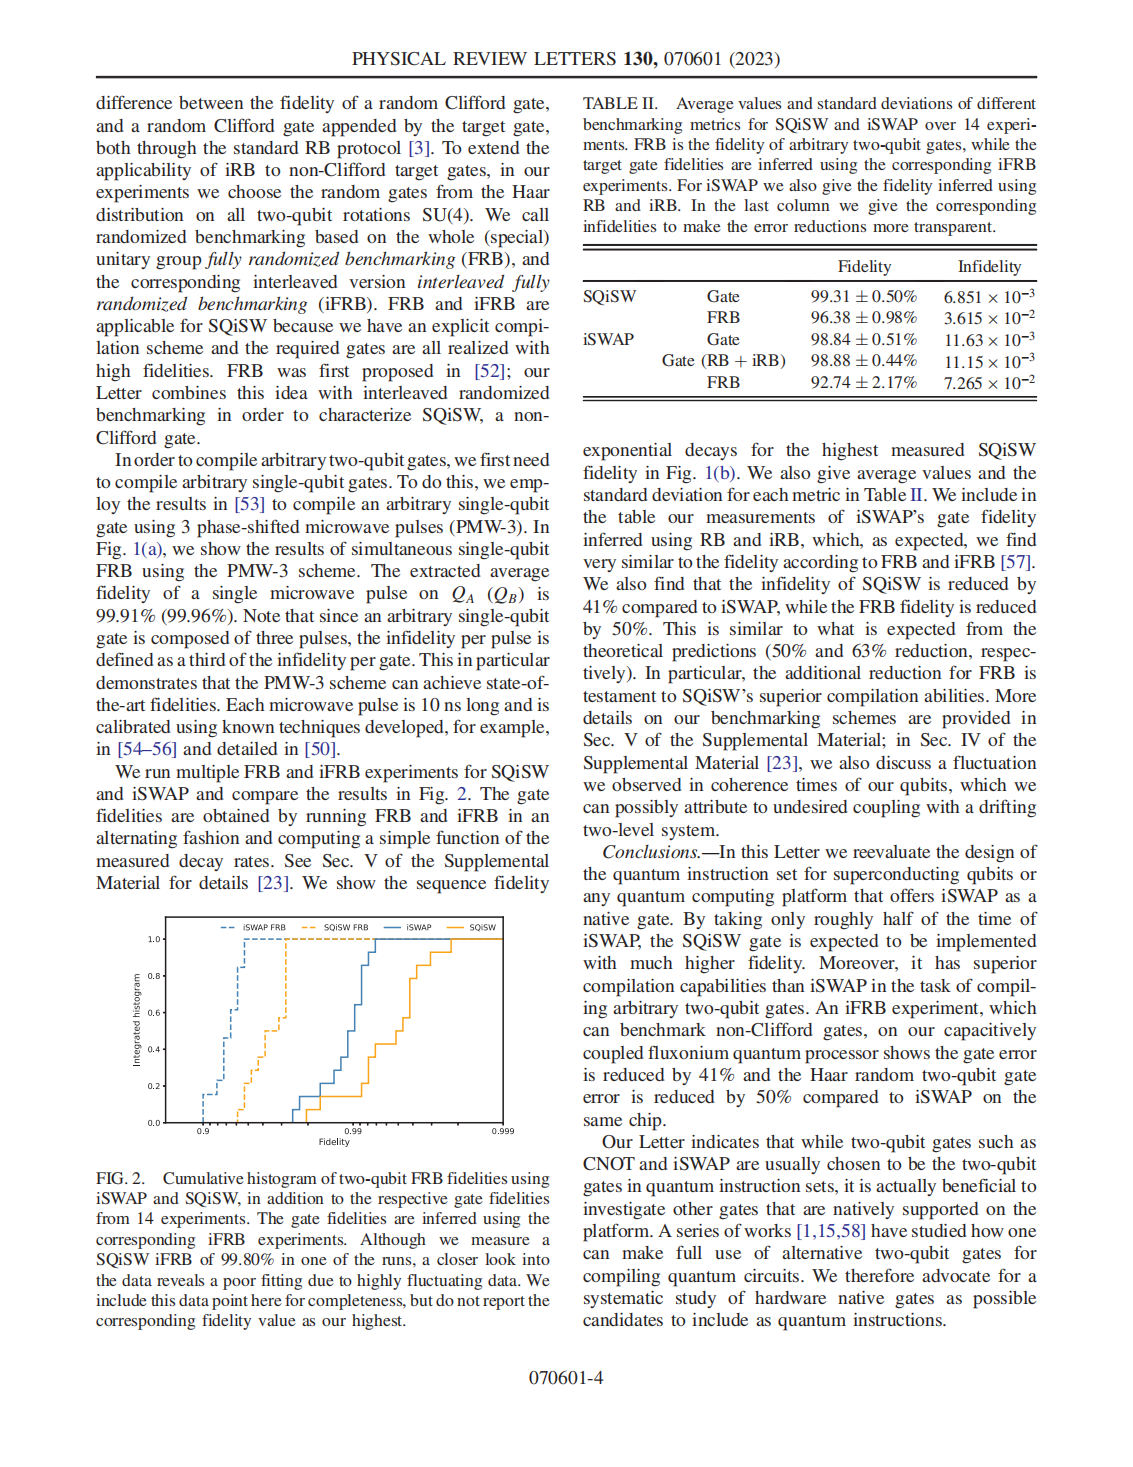 PHYSICAL REVIEW LETTERS 130, 070601 (2023)
difference between the fidelity of a random Clifford gate,
and a random Clifford gate appended by the target gate,
both through the standard RB protocol [3]. To extend the
applicability of iRB to non-Clifford target gates, in our
experiments we choose the random gates from the Haar
distribution on all two-qubit rotations SU(4). We call
randomized benchmarking based on the whole (special)
unitary group fully randomized benchmarking (FRB), and
the corresponding interleaved version interleaved fully
randomized benchmarking (iFRB). FRB and iFRB are
applicable for SQiSW because we have an explicit compi-
lation scheme and the required gates are all realized with
high fidelities. FRB was first proposed in [52]; our
Letter combines this idea with interleaved randomized
benchmarking in order to characterize SQiSW, a non-
Clifford gate.
In order to compile arbitrary two-qubit gates, we first need
to compile arbitrary single-qubit gates. To do this, we emp-
loy the results in [53] to compile an arbitrary single-qubit
gate using 3 phase-shifted microwave pulses (PMW-3). In
Fig. 1(a), we show the results of simultaneous single-qubit
FRB using the PMW-3 scheme. The extracted average
fidelity of a single microwave pulse on Q_A (Q_B) is
99.91% (99.96%). Note that since an arbitrary single-qubit
gate is composed of three pulses, the infidelity per pulse is
defined as a third of the infidelity per gate. This in particular
demonstrates that the PMW-3 scheme can achieve state-of-
the-art fidelities. Each microwave pulse is 10 ns long and is
calibrated using known techniques developed, for example,
in [54–56] and detailed in [50].
We run multiple FRB and iFRB experiments for SQiSW
and iSWAP and compare the results in Fig. 2. The gate
fidelities are obtained by running FRB and iFRB in an
alternating fashion and computing a simple function of the
measured decay rates. See Sec. V of the Supplemental
Material for details [23]. We show the sequence fidelity
iSWAP FRB SQiSW FRB iSWAP SQiSW
1.0
0.8
0.6
0.4
0.2
0.0
Integrated histogram
0.9 0.99 0.999
Fidelity
FIG. 2. Cumulative histogram of two-qubit FRB fidelities using
iSWAP and SQiSW, in addition to the respective gate fidelities
from 14 experiments. The gate fidelities are inferred using the
corresponding iFRB experiments. Although we measure a
SQiSW iFRB of 99.80% in one of the runs, a closer look into
the data reveals a poor fitting due to highly fluctuating data. We
include this data point here for completeness, but do not report the
corresponding fidelity value as our highest.
TABLE II. Average values and standard deviations of different
benchmarking metrics for SQiSW and iSWAP over 14 experi-
ments. FRB is the fidelity of arbitrary two-qubit gates, while the
target gate fidelities are inferred using the corresponding iFRB
experiments. For iSWAP we also give the fidelity inferred using
RB and iRB. In the last column we give the corresponding
infidelities to make the error reductions more transparent.
Fidelity Infidelity
SQiSW Gate 99.31 ± 0.50% 6.851 × 10⁻³
FRB 96.38 ± 0.98% 3.615 × 10⁻²
iSWAP Gate 98.84 ± 0.51% 11.63 × 10⁻³
Gate (RB + iRB) 98.88 ± 0.44% 11.15 × 10⁻³
FRB 92.74 ± 2.17% 7.265 × 10⁻²
exponential decays for the highest measured SQiSW
fidelity in Fig. 1(b). We also give average values and the
standard deviation for each metric in Table II. We include in
the table our measurements of iSWAP's gate fidelity
inferred using RB and iRB, which, as expected, we find
very similar to the fidelity according to FRB and iFRB [57].
We also find that the infidelity of SQiSW is reduced by
41% compared to iSWAP, while the FRB fidelity is reduced
by 50%. This is similar to what is expected from the
theoretical predictions (50% and 63% reduction, respec-
tively). In particular, the additional reduction for FRB is
testament to SQiSW's superior compilation abilities. More
details on our benchmarking schemes are provided in
Sec. V of the Supplemental Material; in Sec. IV of the
Supplemental Material [23], we also discuss a fluctuation
we observed in coherence times of our qubits, which we
can possibly attribute to undesired coupling with a drifting
two-level system.
Conclusions.—In this Letter we reevaluate the design of
the quantum instruction set for superconducting qubits or
any quantum computing platform that offers iSWAP as a
native gate. By taking only roughly half of the time of
iSWAP, the SQiSW gate is expected to be implemented
with much higher fidelity. Moreover, it has superior
compilation capabilities than iSWAP in the task of compil-
ing arbitrary two-qubit gates. An iFRB experiment, which
can benchmark non-Clifford gates, on our capacitively
coupled fluxonium quantum processor shows the gate error
is reduced by 41% and the Haar random two-qubit gate
error is reduced by 50% compared to iSWAP on the
same chip.
Our Letter indicates that while two-qubit gates such as
CNOT and iSWAP are usually chosen to be the two-qubit
gates in quantum instruction sets, it is actually beneficial to
investigate other gates that are natively supported on the
platform. A series of works [1,15,58] have studied how one
can make full use of alternative two-qubit gates for
compiling quantum circuits. We therefore advocate for a
systematic study of hardware native gates as possible
candidates to include as quantum instructions.
070601-4